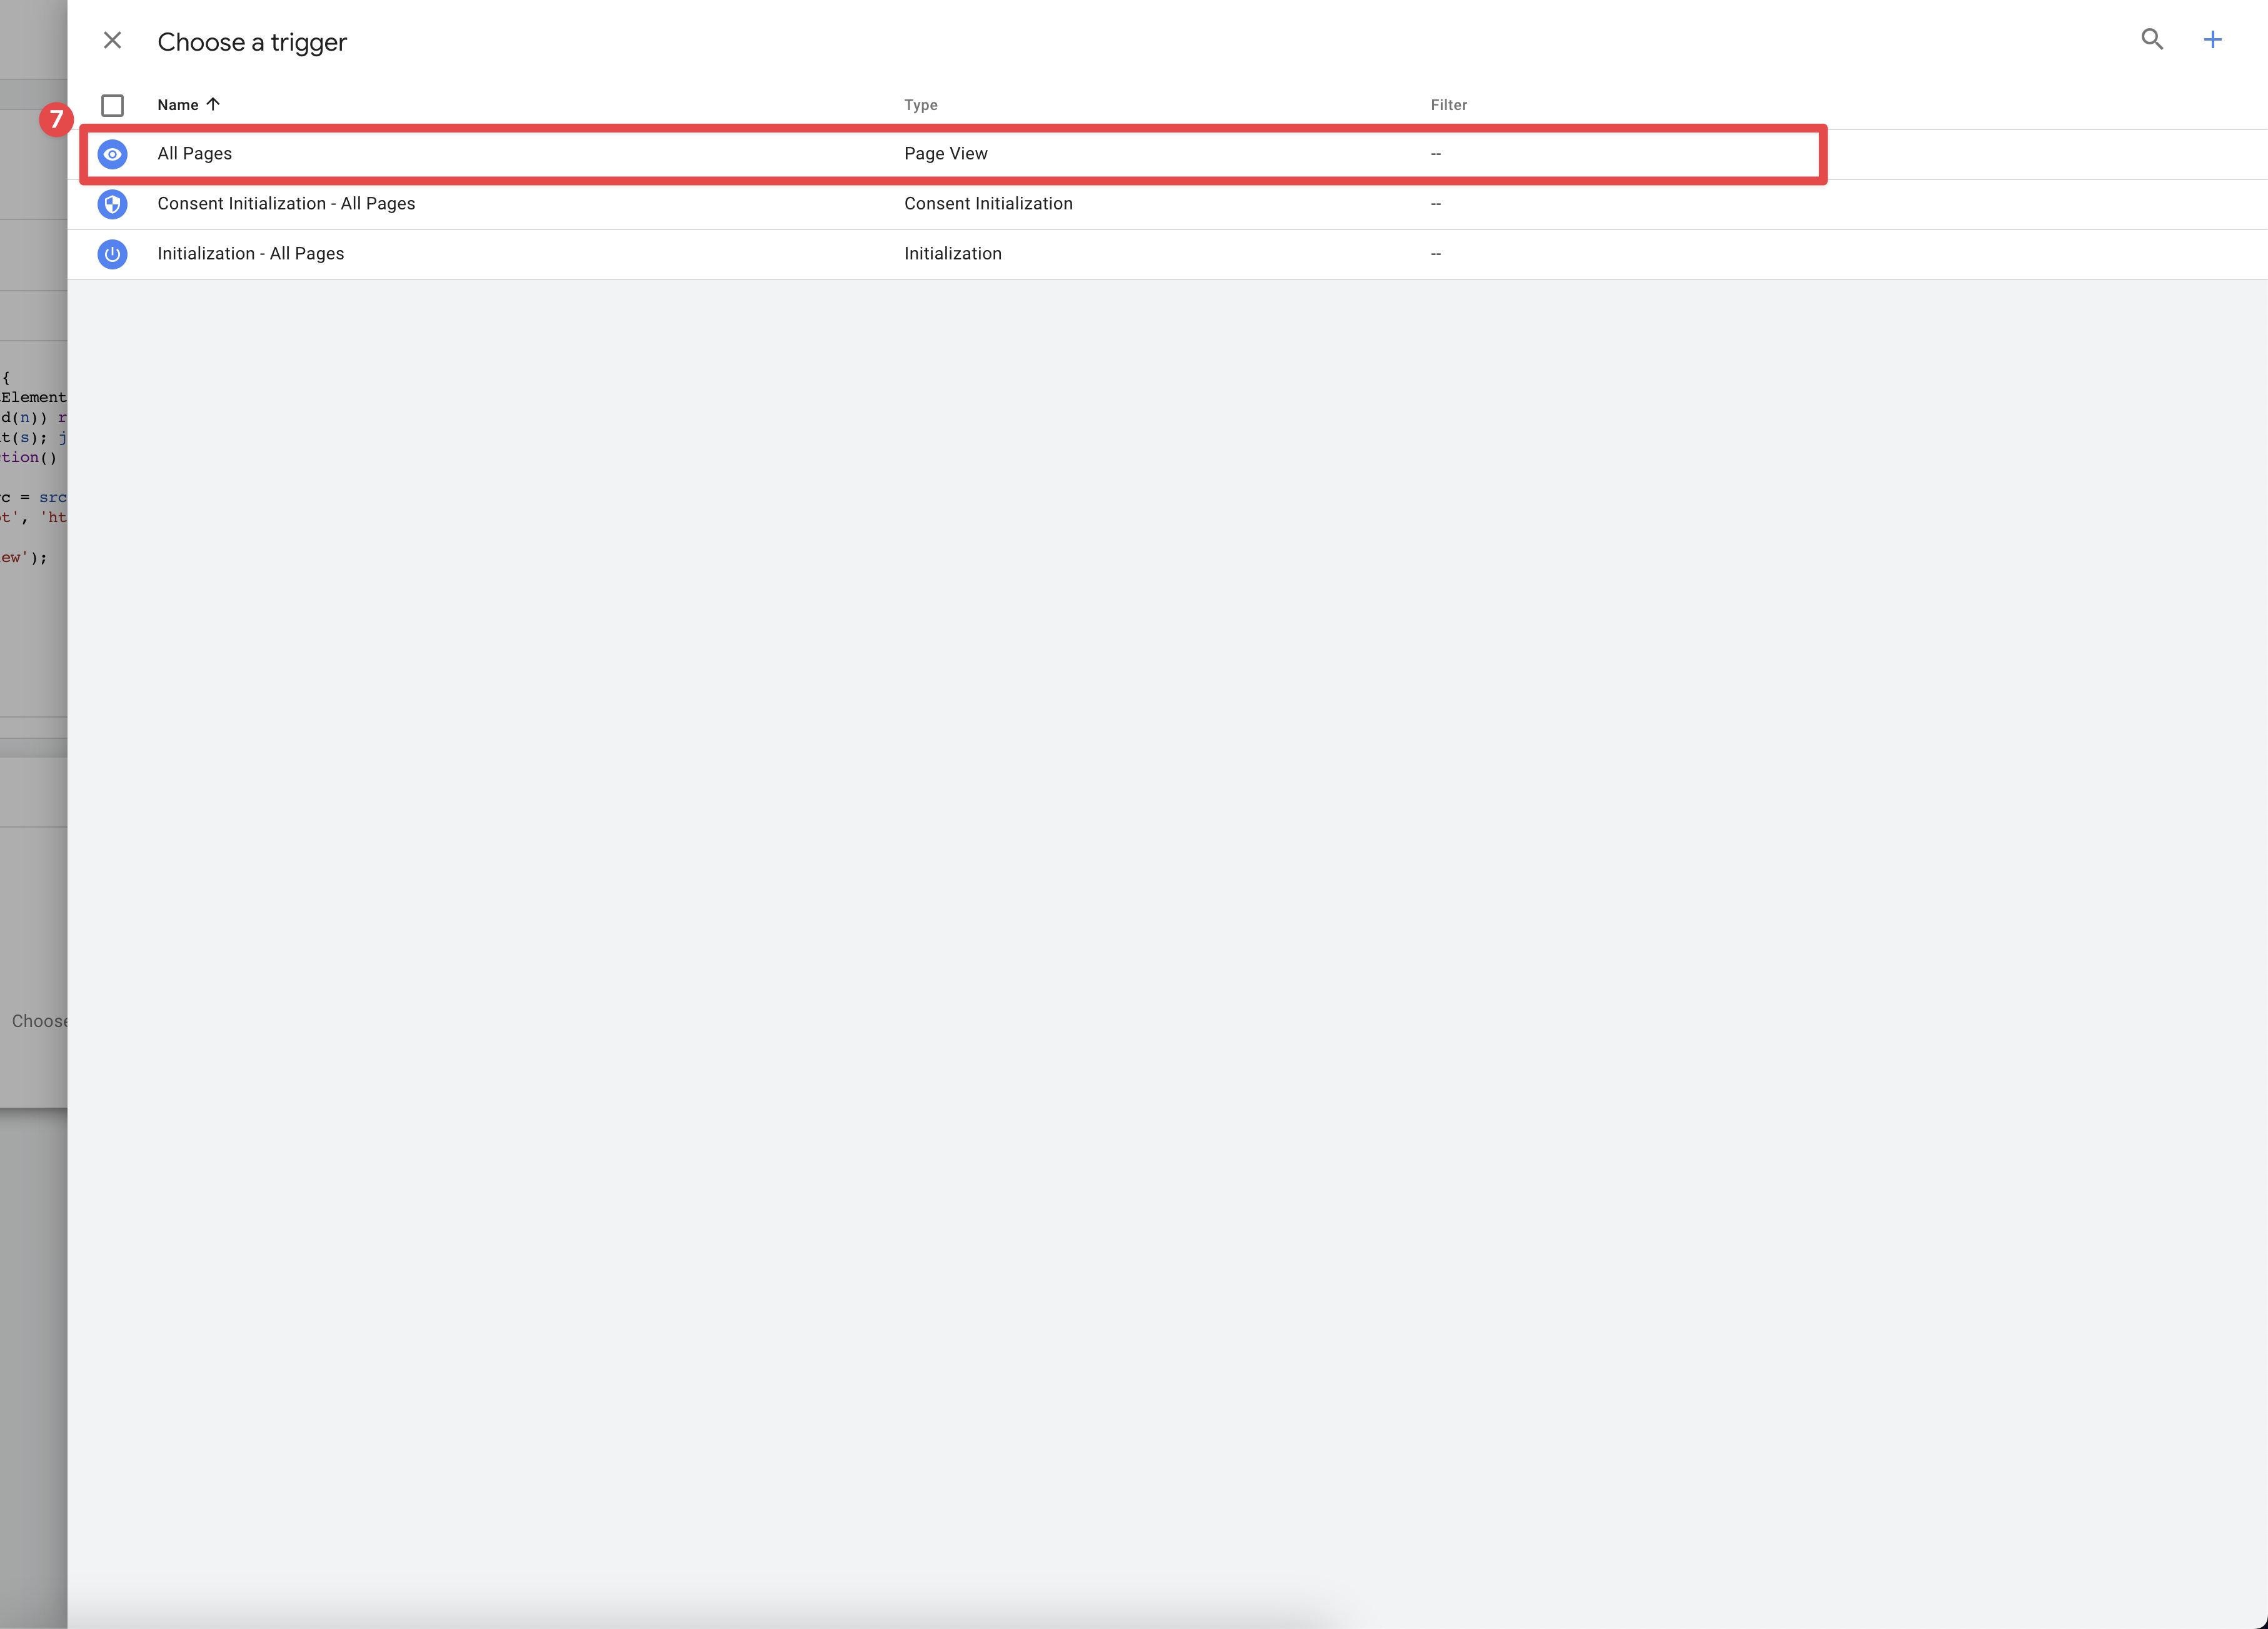 Choose a trigger
Name Type Filter
7
All Pages Page View --
Consent Initialization - All Pages Consent Initialization --
Initialization - All Pages Initialization --
{
Element
d(n)) r
t(s); j
tion()
c = src
t', 'ht
ew');
Choose